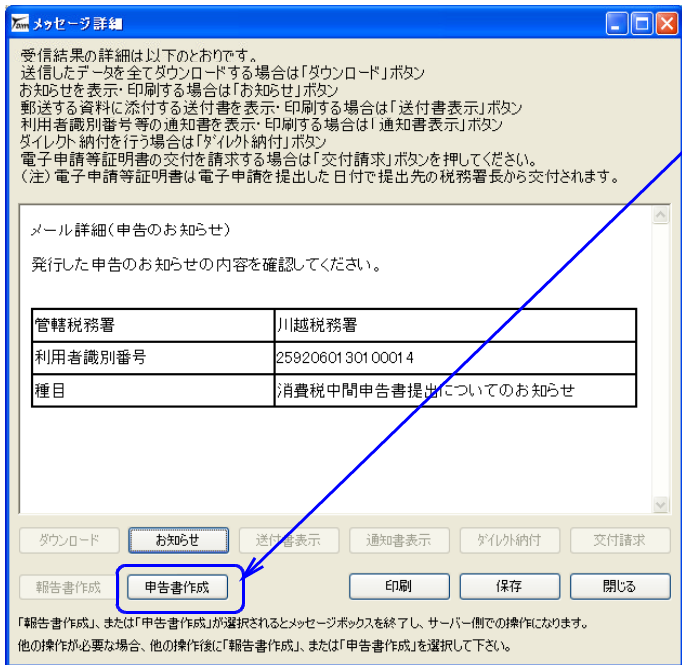 メッセージ詳細
受信結果の詳細は以下のとおりです。
送信したデータを全てダウンロードする場合は「ダウンロード」ボタン
お知らせを表示・印刷する場合は「お知らせ」ボタン
郵送する資料に添付する送付書を表示・印刷する場合は「送付書表示」ボタン
利用者識別番号等の通知書を表示・印刷する場合は「通知書表示」ボタン
ダイレクト納付を行う場合は「ダイレクト納付」ボタン
電子申請等証明書の交付を請求する場合は「交付請求」ボタンを押してください。
(注)電子申請等証明書は電子申請を提出した日付で提出先の税務署長から交付されます。
メール詳細(申告のお知らせ)
発行した申告のお知らせの内容を確認してください。
管轄税務署 川越税務署
利用者識別番号 2592060130100014
種目 消費税中間申告書提出についてのお知らせ
ダウンロード お知らせ 送付書表示 通知書表示 ダイレクト納付 交付請求
報告書作成 申告書作成 印刷 保存 閉じる
「報告書作成」、または「申告書作成」が選択されるとメッセージボックスを終了し、サーバー側での操作になります。
他の操作が必要な場合、他の操作後に「報告書作成」、または「申告書作成」を選択して下さい。